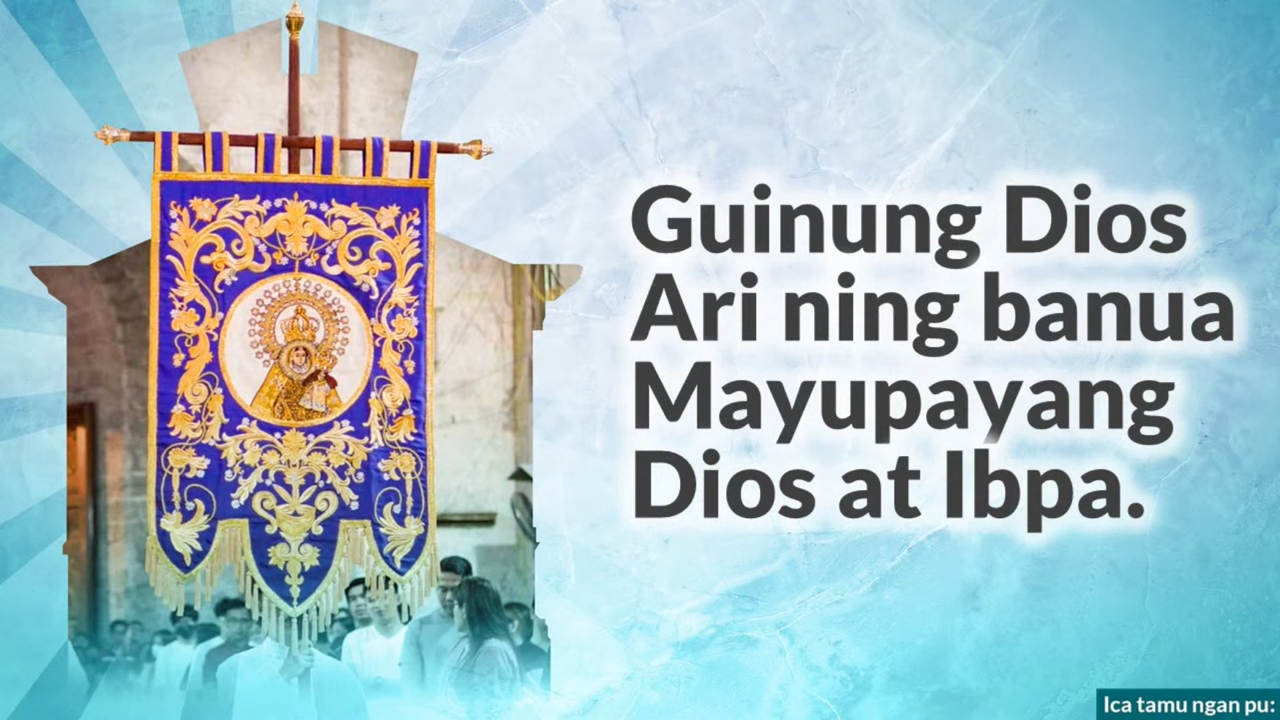 Guinung Dios
Ari ning banua
Mayupayang
Dios at Ibpa.
Ica tamu ngan pu: